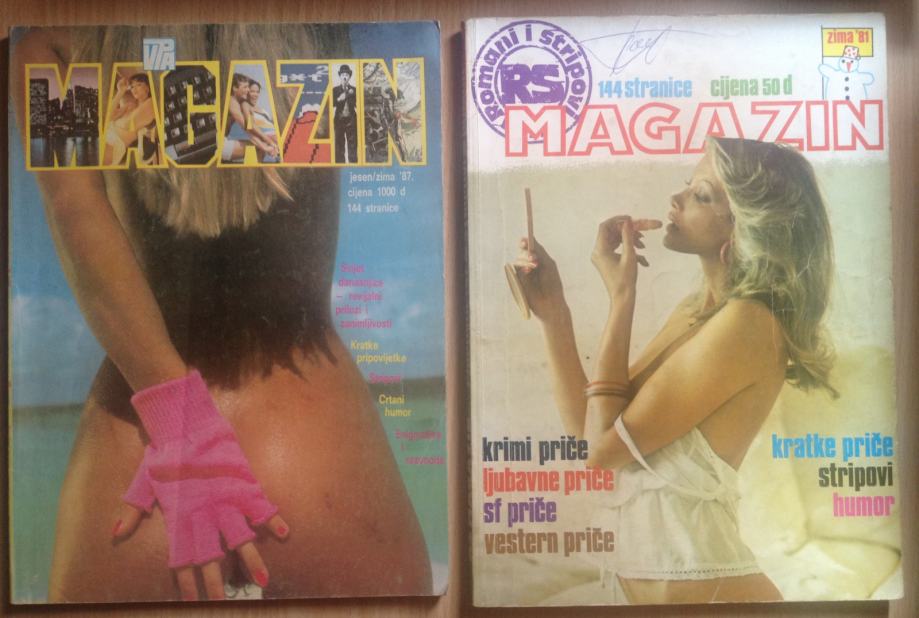 VIPA
MAGAZIN
jesen/zima '87.
cijena 1000 d
144 stranice
Svijet
današnjice
– revijalni
prilozi i
zanimljivosti
Kratke
pripovijetke
Stripovi
Crtani
humor
i
Romani i stripovi
RS
144 stranice cijena 50 d
zima '81
MAGAZIN
krimi priče
ljubavne priče
sf priče
vestern priče
kratke priče
stripovi
humor